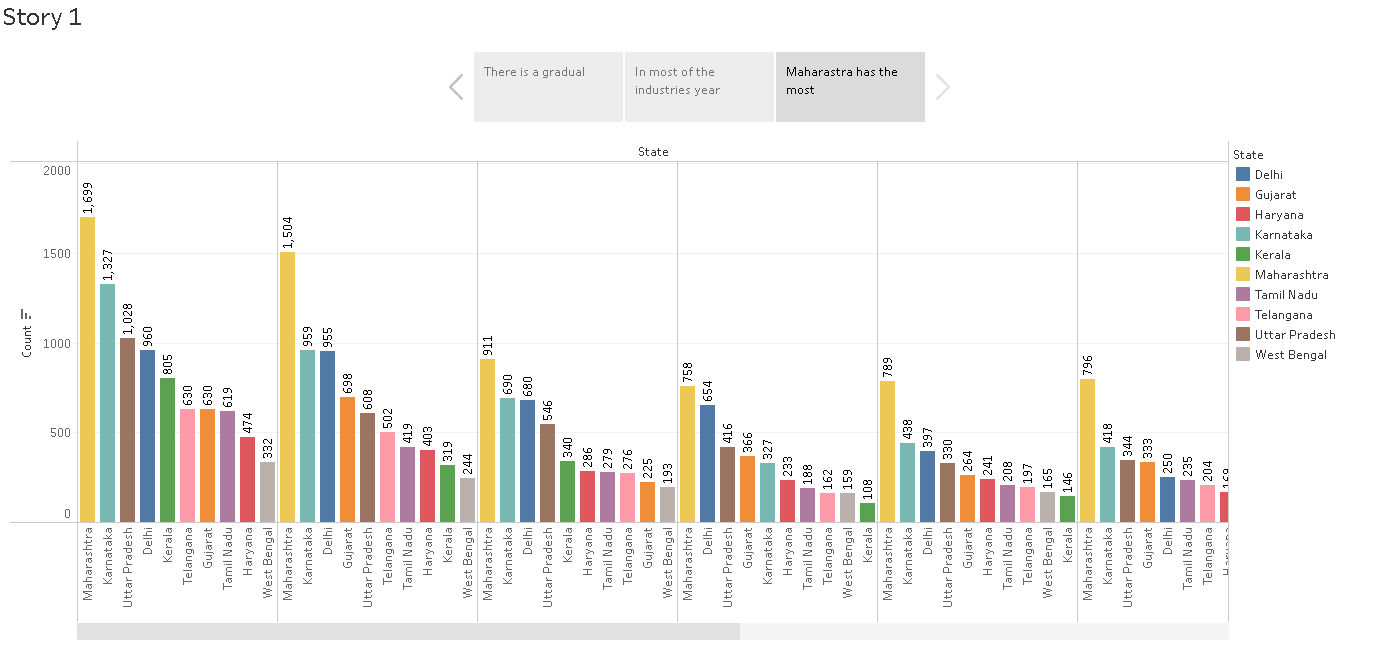 Story 1
There is a gradual
In most of the
industries year
Maharastra has the
most
State
2000
1500
1000
500
0
Count
1,699
1,327
1,028
960
805
630
630
619
474
332
1,504
959
955
698
608
502
419
403
319
244
911
690
680
546
340
286
279
276
225
193
758
654
416
366
327
233
188
162
159
108
789
438
397
330
264
241
208
197
165
146
796
418
344
333
250
235
204
Maharashtra
Karnataka
Uttar Pradesh
Delhi
Kerala
Telangana
Gujarat
Tamil Nadu
Haryana
West Bengal
Maharashtra
Karnataka
Delhi
Gujarat
Uttar Pradesh
Telangana
Tamil Nadu
Haryana
Kerala
West Bengal
Maharashtra
Karnataka
Delhi
Uttar Pradesh
Kerala
Haryana
Tamil Nadu
Telangana
Gujarat
West Bengal
Maharashtra
Delhi
Uttar Pradesh
Gujarat
Karnataka
Haryana
Tamil Nadu
Telangana
West Bengal
Kerala
Maharashtra
Karnataka
Delhi
Uttar Pradesh
Gujarat
Haryana
Tamil Nadu
Telangana
West Bengal
Kerala
Maharashtra
Karnataka
Uttar Pradesh
Gujarat
Delhi
Tamil Nadu
Telangana
State
Delhi
Gujarat
Haryana
Karnataka
Kerala
Maharashtra
Tamil Nadu
Telangana
Uttar Pradesh
West Bengal